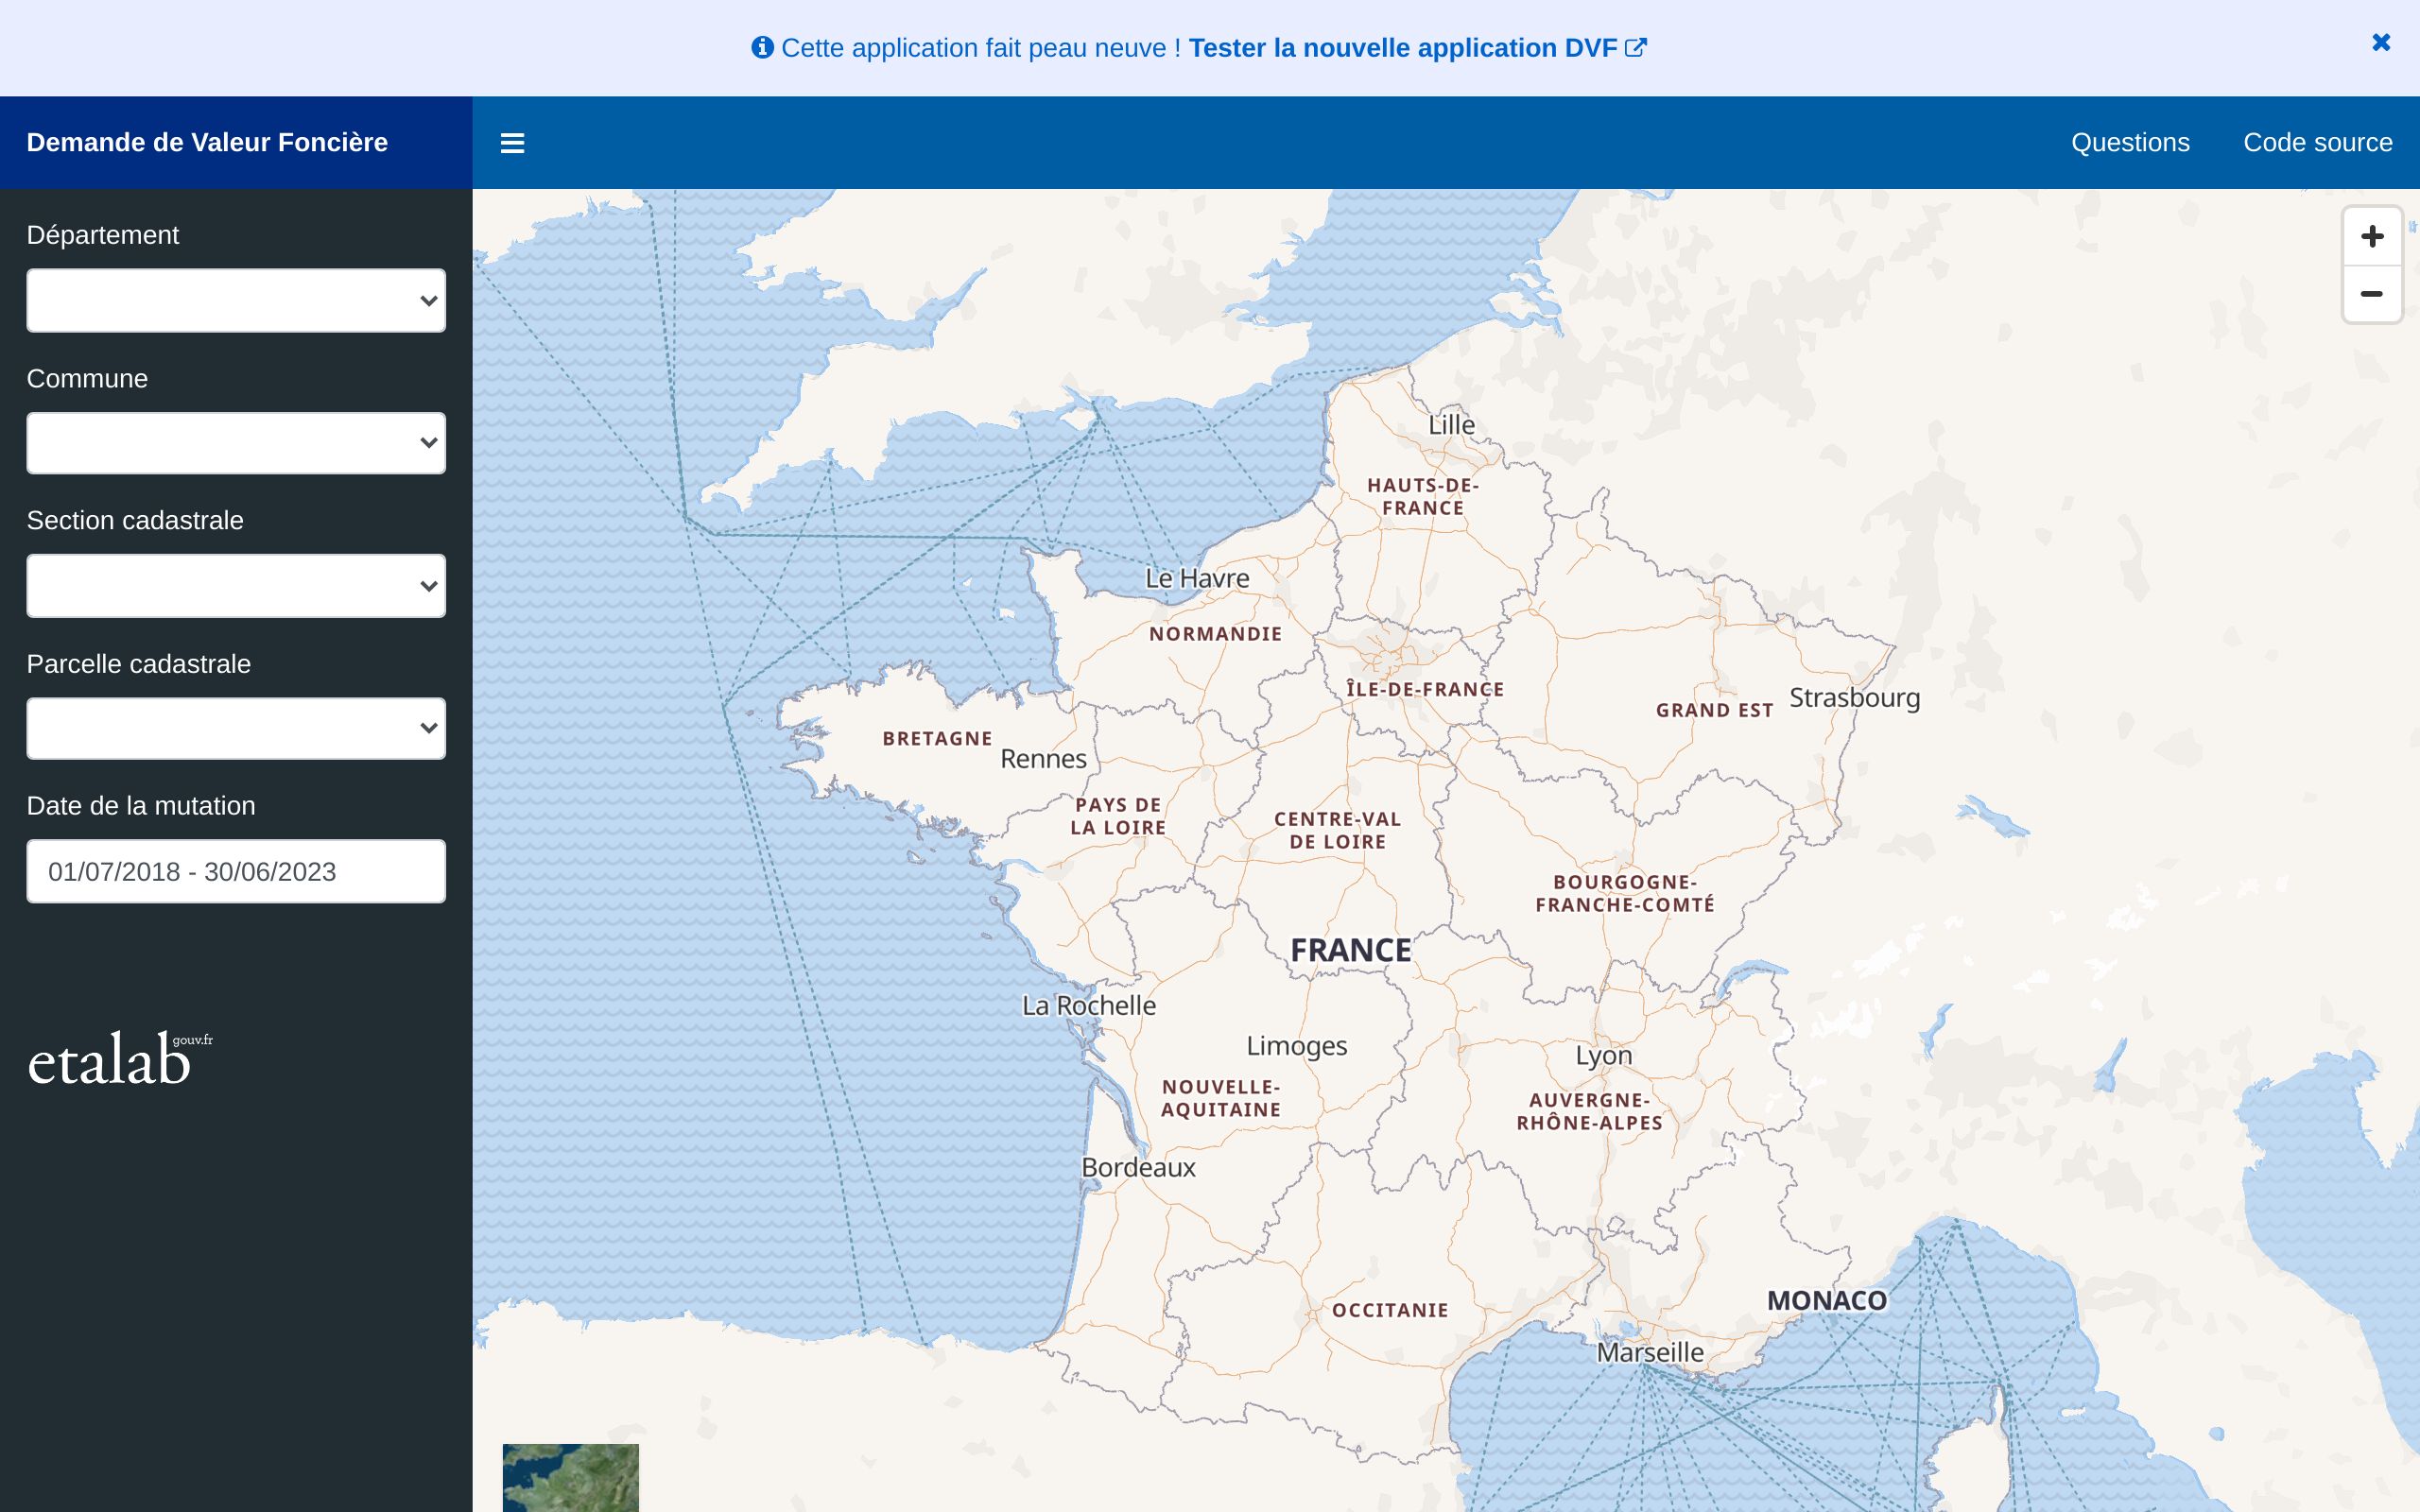 Cette application fait peau neuve ! Tester la nouvelle application DVF
Demande de Valeur Foncière
Questions
Code source
Département
Commune
Section cadastrale
Parcelle cadastrale
Date de la mutation
01/07/2018 - 30/06/2023
etalab
gouv.fr
Lille
HAUTS-DE-
FRANCE
Le Havre
NORMANDIE
ÎLE-DE-FRANCE
GRAND EST
Strasbourg
BRETAGNE
Rennes
PAYS DE
LA LOIRE
CENTRE-VAL
DE LOIRE
BOURGOGNE-
FRANCHE-COMTÉ
FRANCE
La Rochelle
Limoges
Lyon
NOUVELLE-
AQUITAINE
AUVERGNE-
RHÔNE-ALPES
Bordeaux
OCCITANIE
MONACO
Marseille